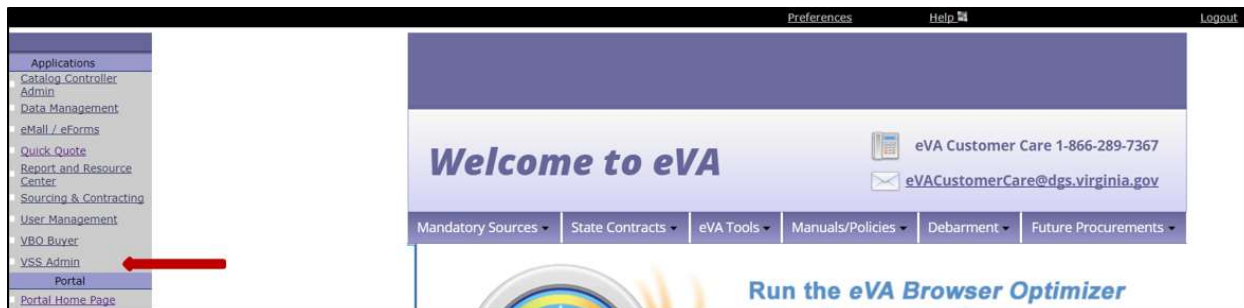 Preferences Help Logout
Applications
Catalog Controller
Admin
Data Management
eMall / eForms
Quick Quote
Report and Resource
Center
Sourcing & Contracting
User Management
VBO Buyer
VSS Admin
Portal
Portal Home Page
Welcome to eVA
eVA Customer Care 1-866-289-7367
eVACustomerCare@dgs.virginia.gov
Mandatory Sources State Contracts eVA Tools Manuals/Policies Debarment Future Procurements
Run the eVA Browser Optimizer